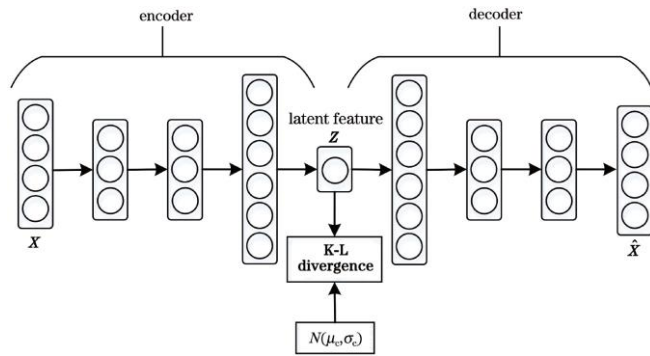 encoder
decoder
latent feature
Z
X
X̂
K-L
divergence
N(μc,σc)